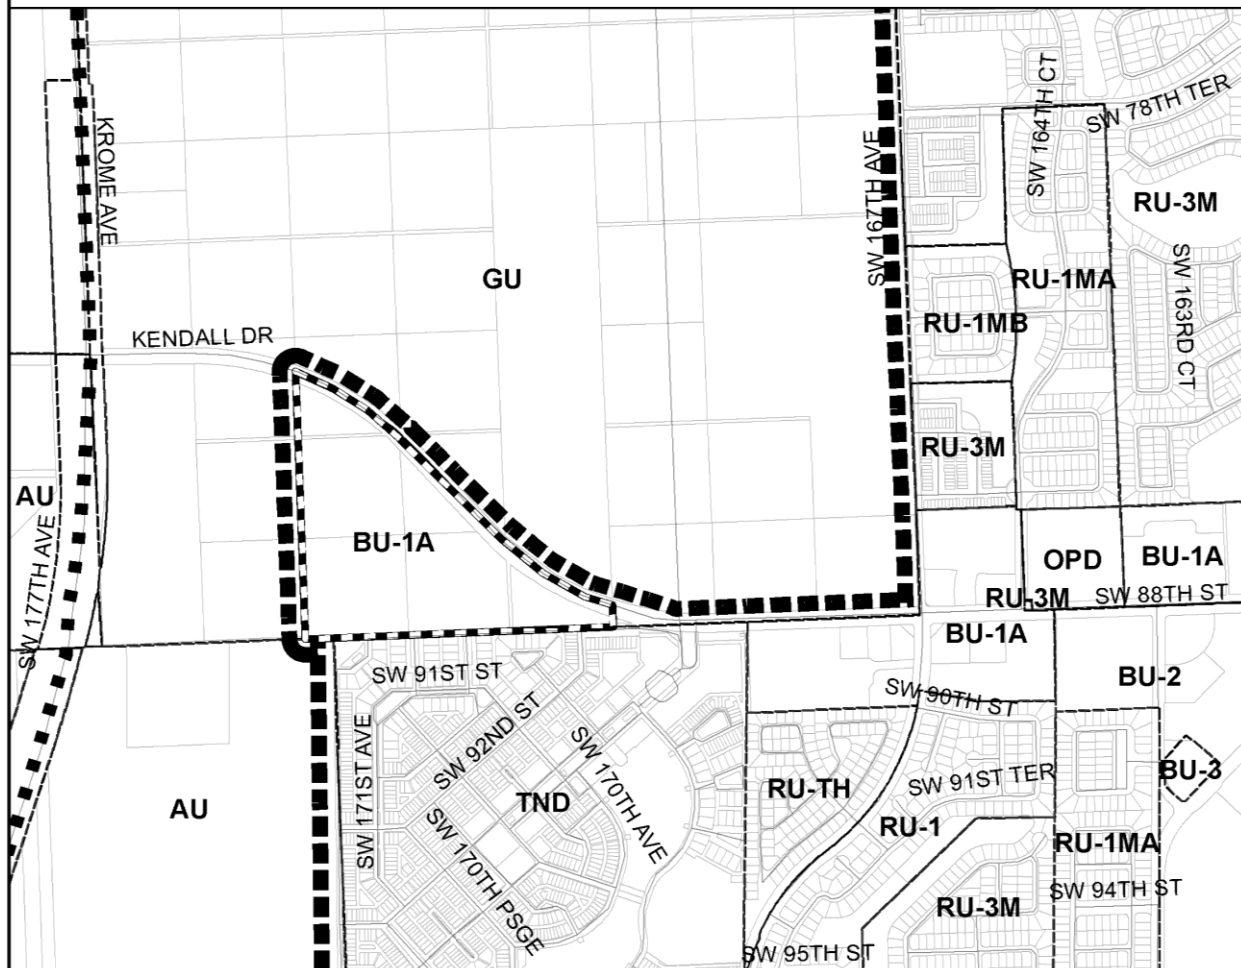 SW 164TH CT
SW 78TH TER
KROME AVE
SW 167TH AVE
RU-3M
GU
RU-1MA
SW 163RD CT
RU-1MB
KENDALL DR
RU-3M
AU
BU-1A
OPD
BU-1A
SW 177TH AVE
RU-3M
SW 88TH ST
BU-1A
SW 91ST ST
BU-2
SW 90TH ST
SW 92ND ST
SW 171ST AVE
SW 170TH AVE
BU-3
SW 91ST TER
RU-TH
TND
AU
RU-1
RU-1MA
SW 170TH PSGE
SW 94TH ST
RU-3M
SW 95TH ST